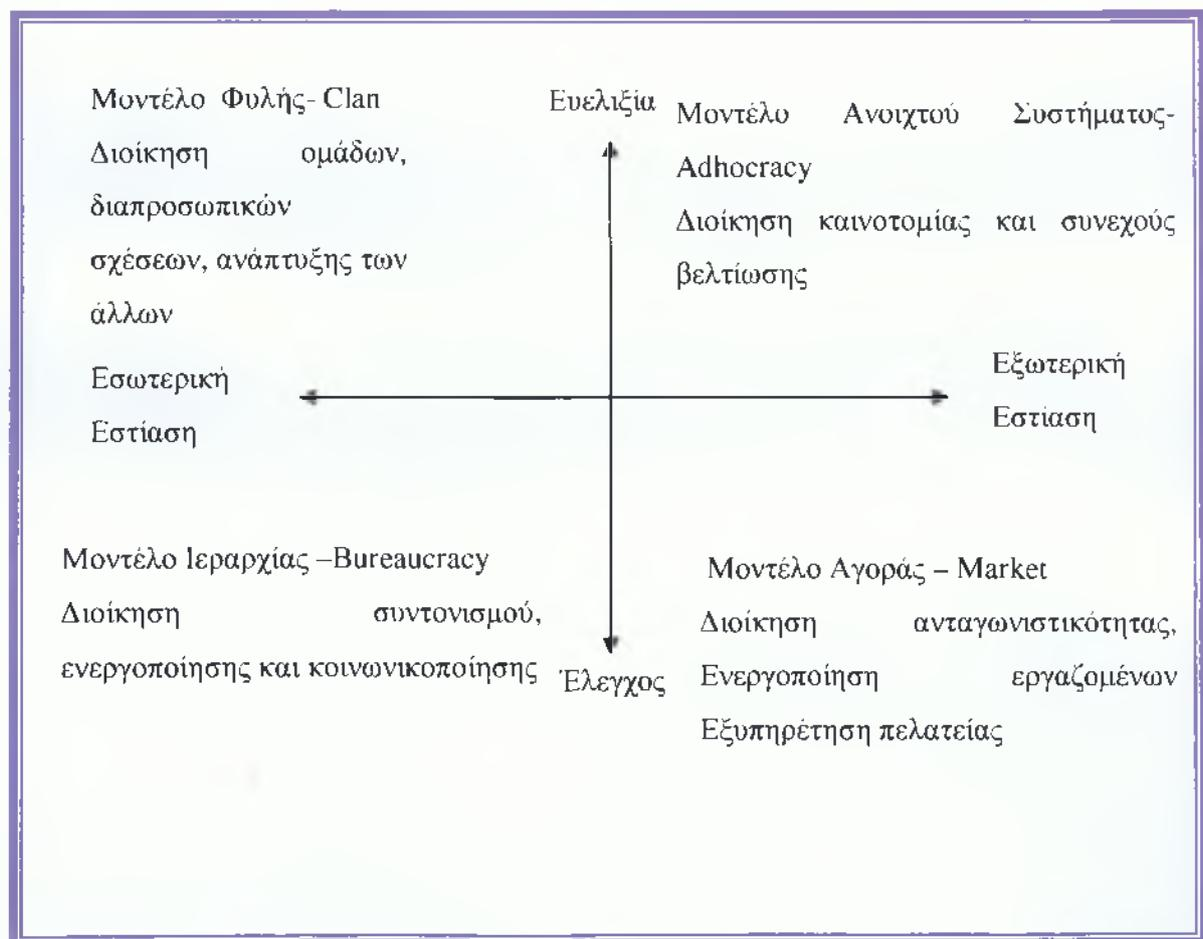 Μοντέλο Φυλής- Clan
Διοίκηση ομάδων,
διαπροσωπικών
σχέσεων, ανάπτυξης των
άλλων
Ευελιξία
Μοντέλο Ανοιχτού Συστήματος-
Adhocracy
Διοίκηση καινοτομίας και συνεχούς
βελτίωσης
Εσωτερική
Εστίαση
Εξωτερική
Εστίαση
Μοντέλο Ιεραρχίας –Bureaucracy
Διοίκηση συντονισμού,
ενεργοποίησης και κοινωνικοποίησης
Έλεγχος
Μοντέλο Αγοράς – Market
Διοίκηση ανταγωνιστικότητας,
Ενεργοποίηση εργαζομένων
Εξυπηρέτηση πελατείας